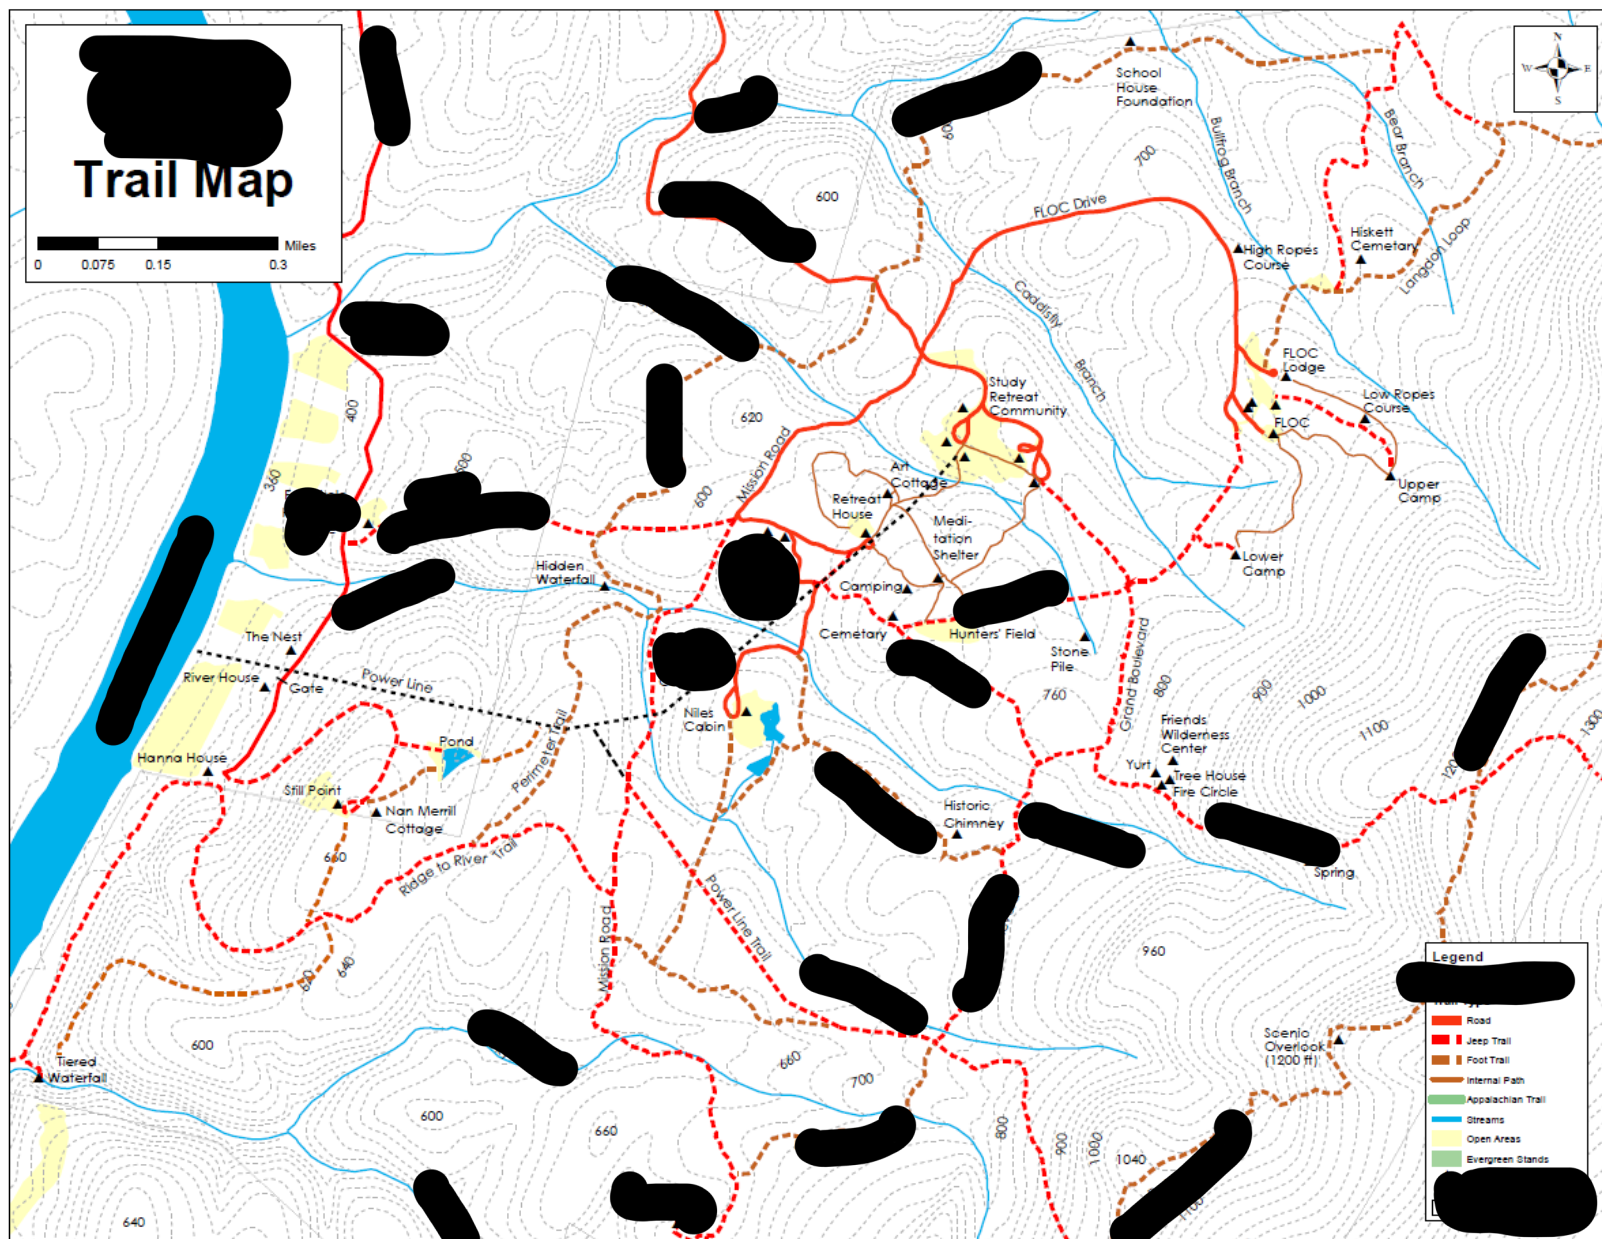 Trail Map
Miles
0 0.075 0.15 0.3
N
W E
S
School
House
Foundation
Bullfrog Branch
Bear Branch
700
600
FLOC Drive
High Ropes
Course
Hiskett
Cemetary
Langdon Loop
Caddisfly
Branch
FLOC
Lodge
Low Ropes
Course
FLOC
Upper
Camp
Lower
Camp
Study
Retreat
Community
400
360
620
600
Mission Road
Art
Cottage
Retreat
House
Medi-
tation
Shelter
Camping
Cemetary
Hunters' Field
Stone
Pile
Hidden
Waterfall
The Nest
River House
Gate
Power Line
Hanna House
Pond
Still Point
Nan Merrill
Cottage
Perimeter Trail
Niles
Cabin
Grand Boulevard
760
800
900
1000
1100
1300
Friends
Wilderness
Center
Yurt
Tree House
Fire Circle
Historic
Chimney
Spring
660
Ridge to River Trail
Mission Road
Power Line Trail
640
960
Scenic
Overlook
(1200 ft)
Tiered
Waterfall
600
660
700
600
660
800
900
1000
1040
1100
640
Legend
Road
Jeep Trail
Foot Trail
Internal Path
Appalachian Trail
Streams
Open Areas
Evergreen Stands